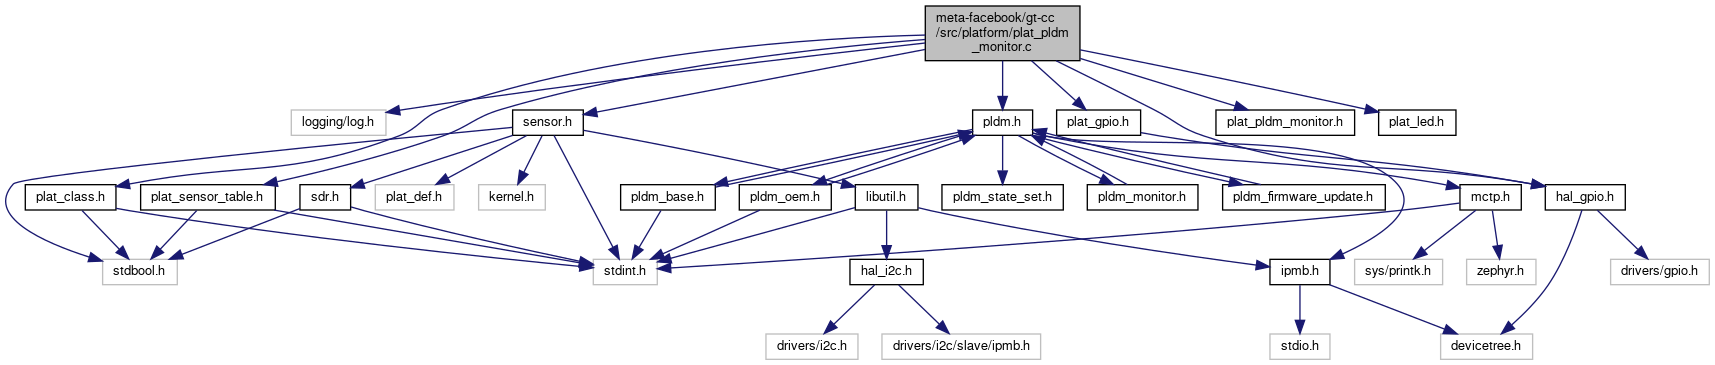 meta-facebook/gt-cc
/src/platform/plat_pldm
_monitor.c
logging/log.h
sensor.h
pldm.h
plat_gpio.h
plat_pldm_monitor.h
plat_led.h
plat_class.h
plat_sensor_table.h
sdr.h
plat_def.h
kernel.h
pldm_base.h
pldm_oem.h
libutil.h
pldm_state_set.h
pldm_monitor.h
pldm_firmware_update.h
mctp.h
hal_gpio.h
stdbool.h
stdint.h
hal_i2c.h
ipmb.h
sys/printk.h
zephyr.h
drivers/gpio.h
drivers/i2c.h
drivers/i2c/slave/ipmb.h
stdio.h
devicetree.h